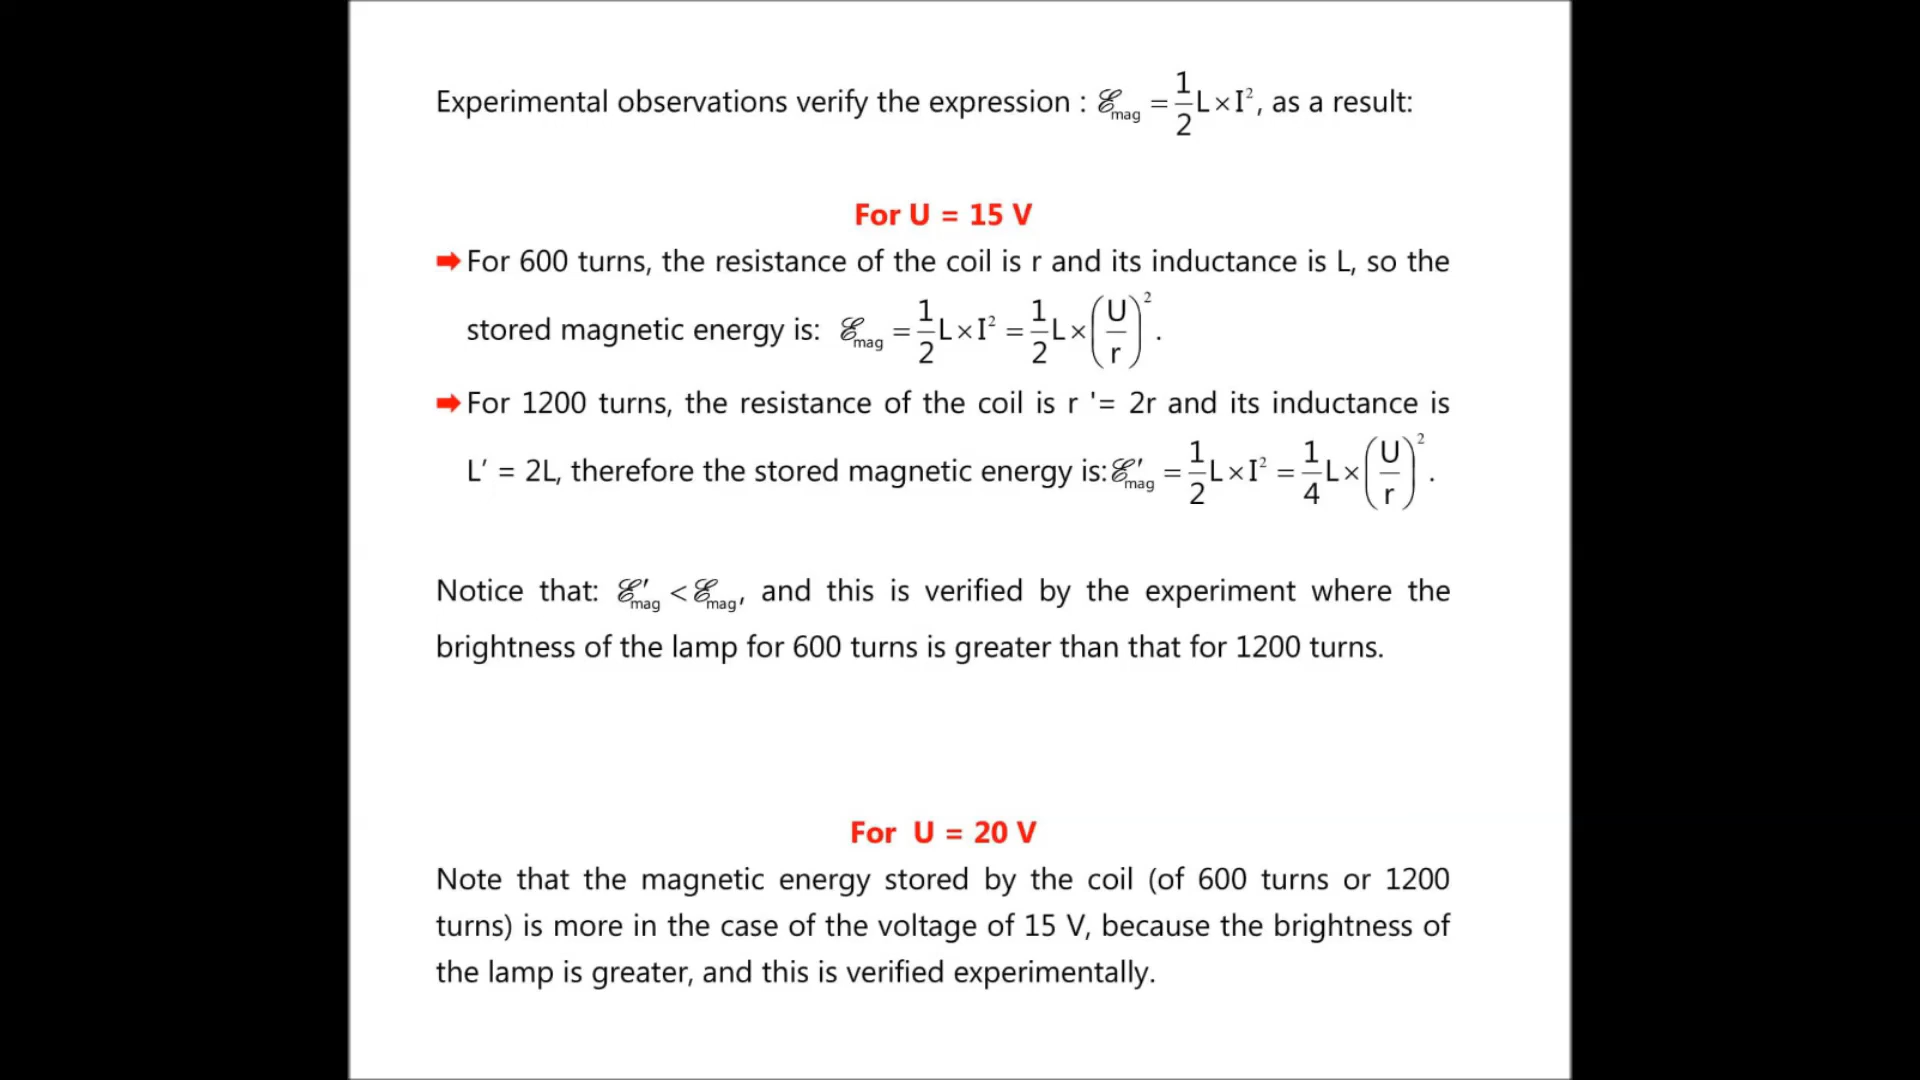 Experimental observations verify the expression : ℰmag = 1/2 L × I², as a result:
For U = 15 V
➡ For 600 turns, the resistance of the coil is r and its inductance is L, so the
stored magnetic energy is: ℰmag = 1/2 L × I² = 1/2 L × (U/r)².
➡ For 1200 turns, the resistance of the coil is r '= 2r and its inductance is
L′ = 2L, therefore the stored magnetic energy is: ℰ′mag = 1/2 L × I² = 1/4 L × (U/r)².
Notice that: ℰ′mag < ℰmag, and this is verified by the experiment where the
brightness of the lamp for 600 turns is greater than that for 1200 turns.
For U = 20 V
Note that the magnetic energy stored by the coil (of 600 turns or 1200
turns) is more in the case of the voltage of 15 V, because the brightness of
the lamp is greater, and this is verified experimentally.